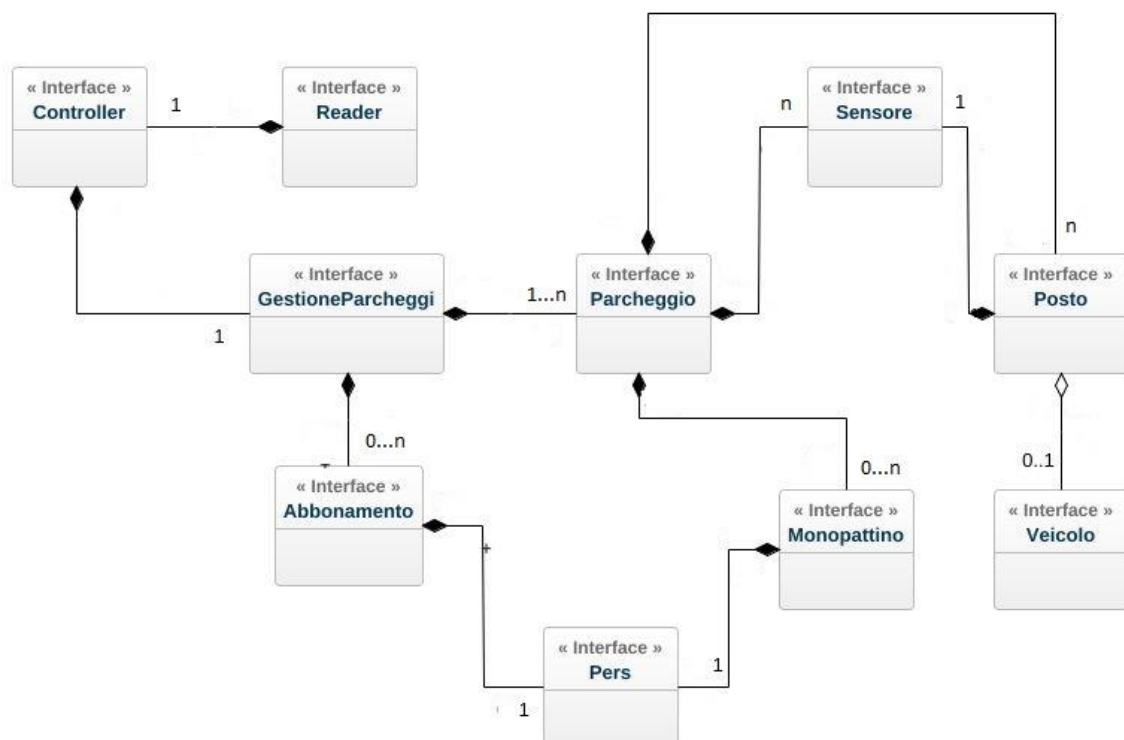 « Interface »
Controller
1
« Interface »
Reader
n
« Interface »
Sensore
1
n
« Interface »
GestioneParcheggi
1
1...n
« Interface »
Parcheggio
« Interface »
Posto
0...n
0...n
0..1
« Interface »
Abbonamento
« Interface »
Monopattino
« Interface »
Veicolo
« Interface »
Pers
1
1